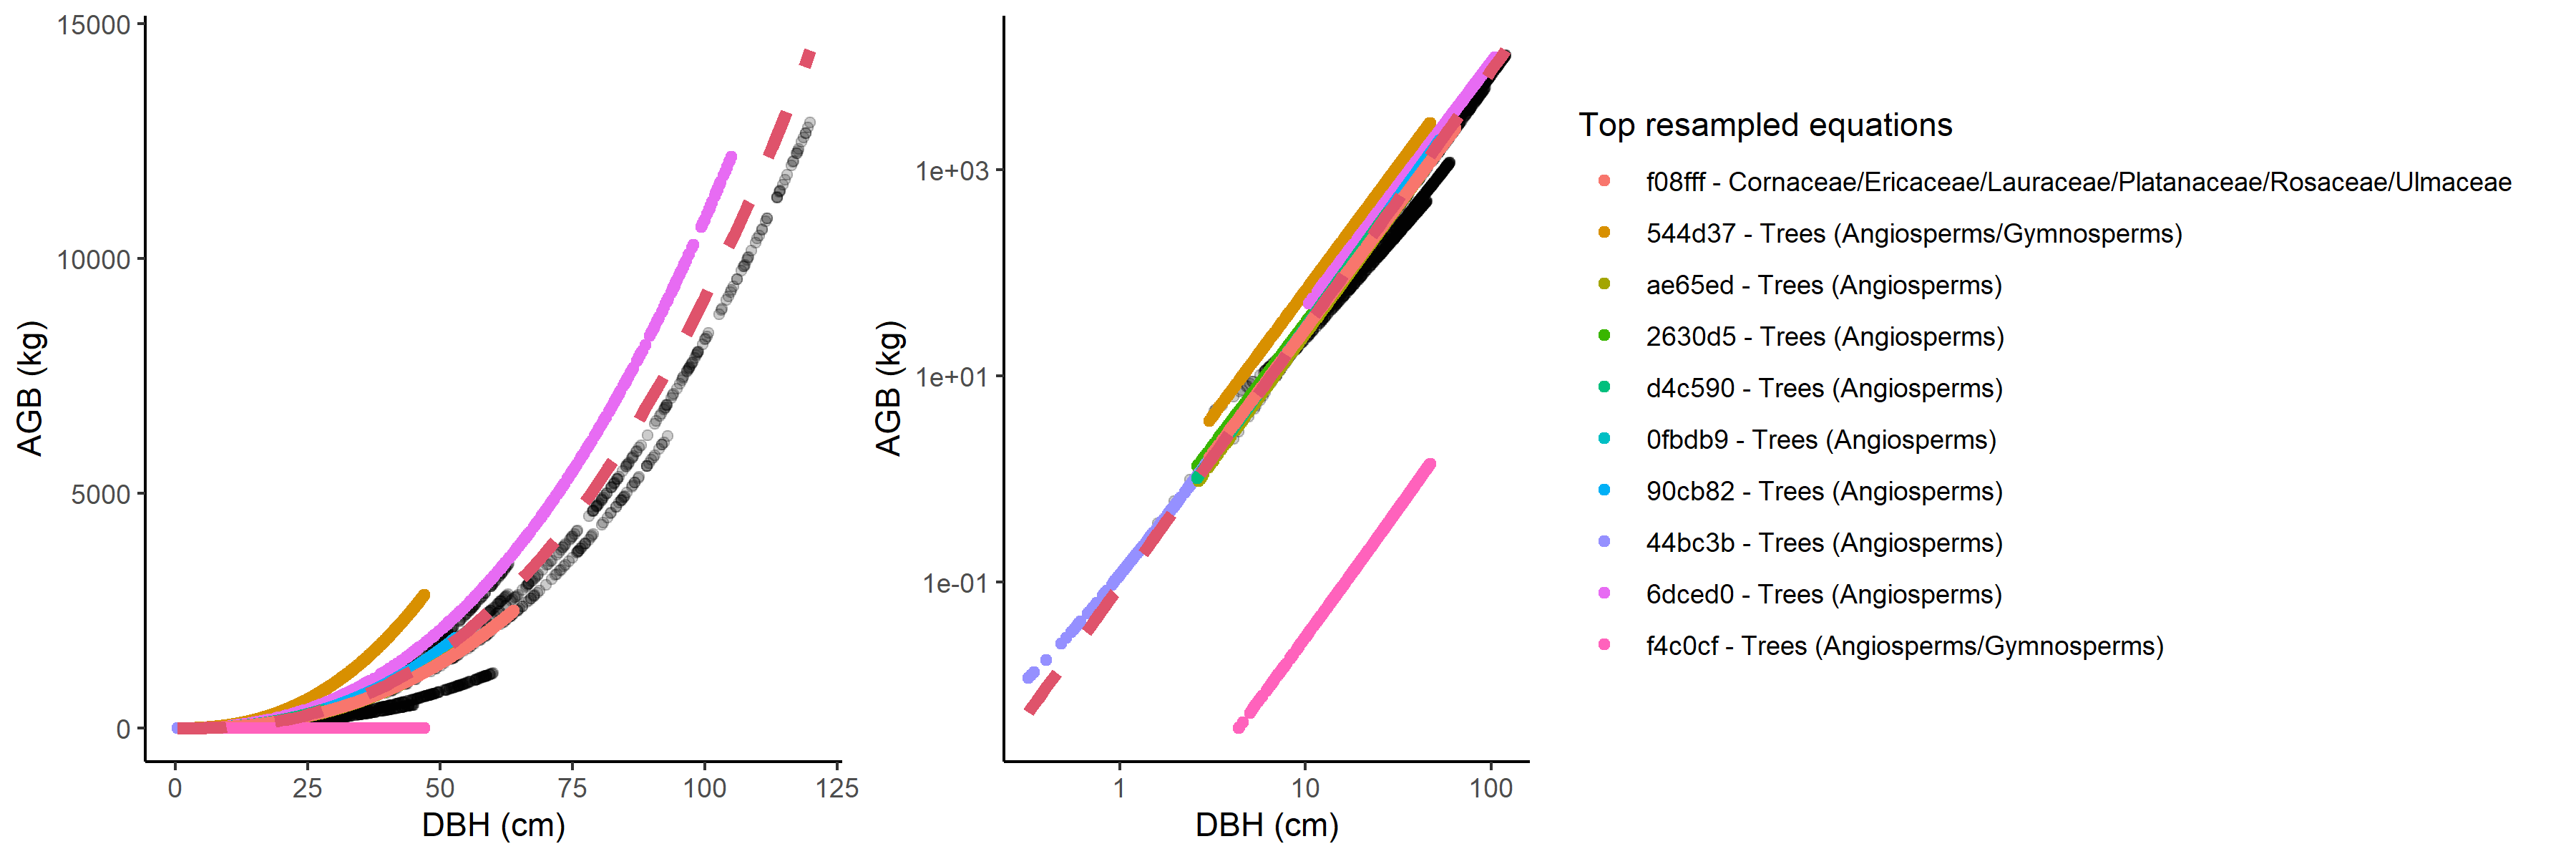 15000
10000
5000
0
AGB (kg)
0 25 50 75 100 125
DBH (cm)
1e+03
1e+01
1e-01
AGB (kg)
1 10 100
DBH (cm)
Top resampled equations
f08fff - Cornaceae/Ericaceae/Lauraceae/Platanaceae/Rosaceae/Ulmaceae
544d37 - Trees (Angiosperms/Gymnosperms)
ae65ed - Trees (Angiosperms)
2630d5 - Trees (Angiosperms)
d4c590 - Trees (Angiosperms)
0fbdb9 - Trees (Angiosperms)
90cb82 - Trees (Angiosperms)
44bc3b - Trees (Angiosperms)
6dced0 - Trees (Angiosperms)
f4c0cf - Trees (Angiosperms/Gymnosperms)